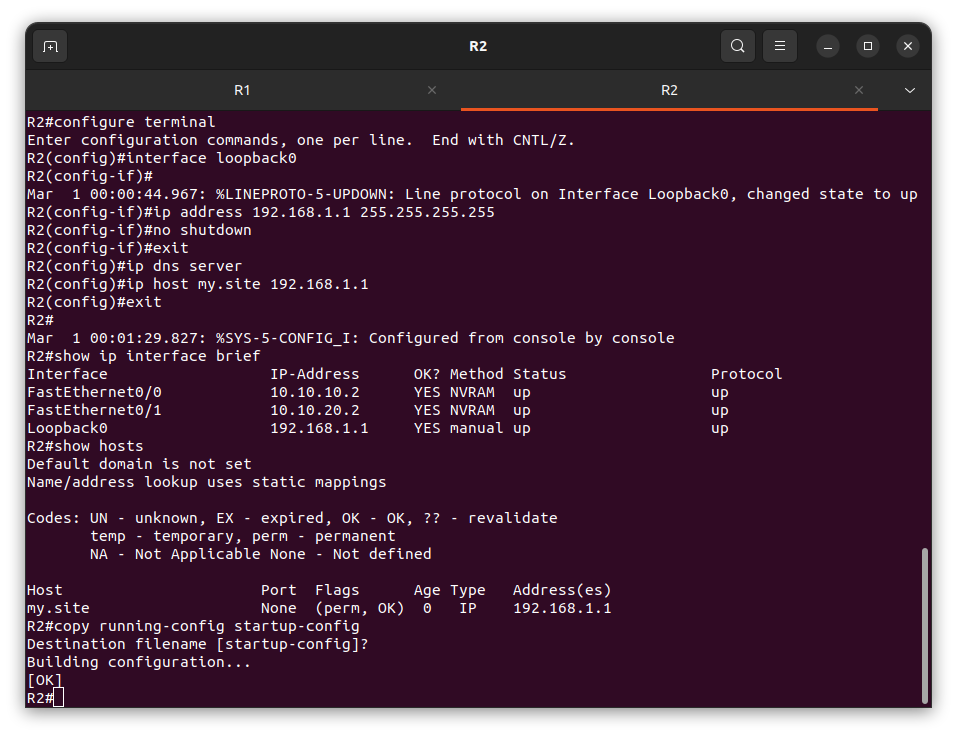 R2
R1
R2
R2#configure terminal
Enter configuration commands, one per line.  End with CNTL/Z.
R2(config)#interface loopback0
R2(config-if)#
Mar  1 00:00:44.967: %LINEPROTO-5-UPDOWN: Line protocol on Interface Loopback0, changed state to up
R2(config-if)#ip address 192.168.1.1 255.255.255.255
R2(config-if)#no shutdown
R2(config-if)#exit
R2(config)#ip dns server
R2(config)#ip host my.site 192.168.1.1
R2(config)#exit
R2#
Mar  1 00:01:29.827: %SYS-5-CONFIG_I: Configured from console by console
R2#show ip interface brief
Interface                  IP-Address      OK? Method Status                Protocol
FastEthernet0/0            10.10.10.2      YES NVRAM  up                    up
FastEthernet0/1            10.10.20.2      YES NVRAM  up                    up
Loopback0                  192.168.1.1     YES manual up                    up
R2#show hosts
Default domain is not set
Name/address lookup uses static mappings

Codes: UN - unknown, EX - expired, OK - OK, ?? - revalidate
       temp - temporary, perm - permanent
       NA - Not Applicable None - Not defined

Host                      Port  Flags      Age Type   Address(es)
my.site                   None  (perm, OK)  0   IP    192.168.1.1
R2#copy running-config startup-config
Destination filename [startup-config]?
Building configuration...
[OK]
R2#